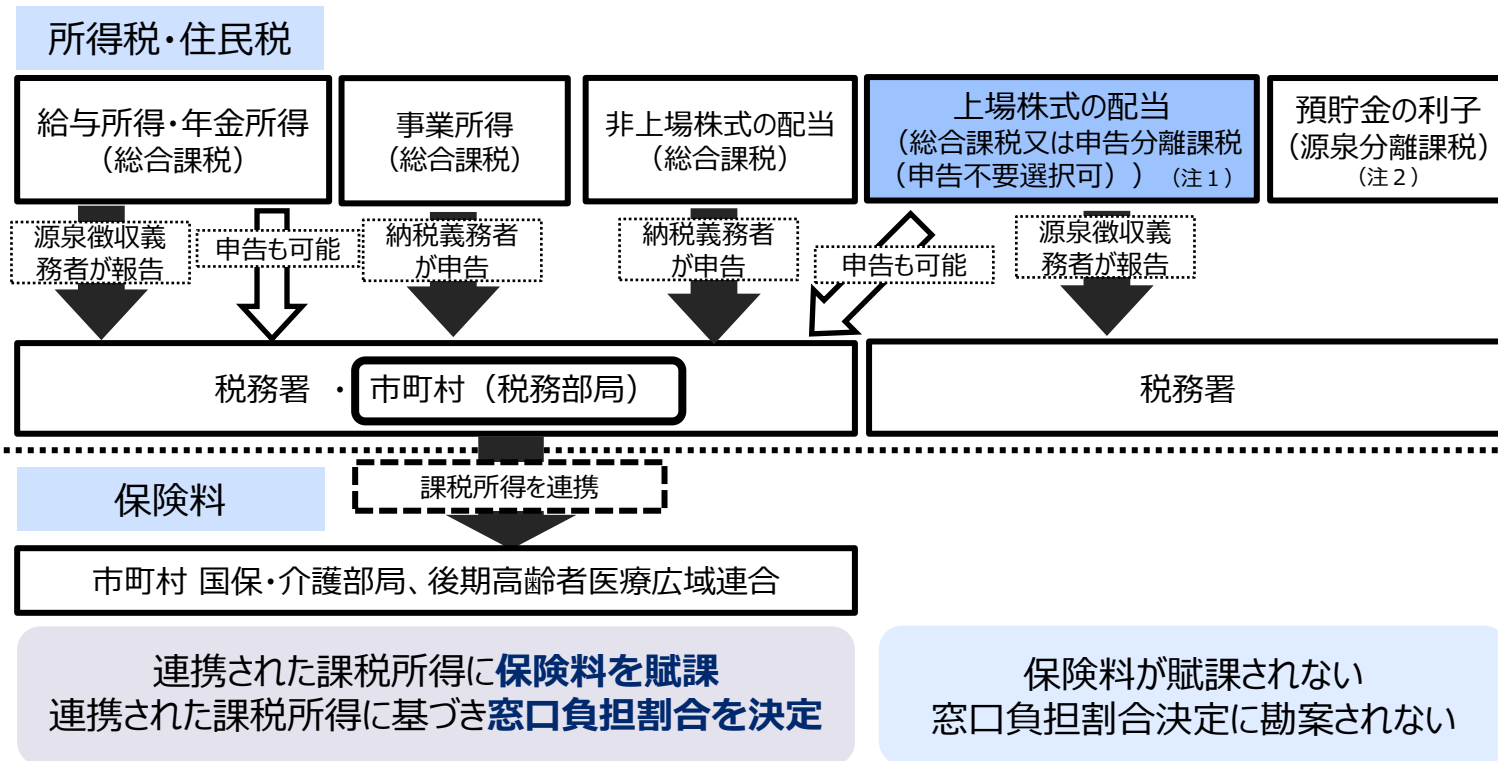 所得税・住民税
給与所得・年金所得
（総合課税）
事業所得
（総合課税）
非上場株式の配当
（総合課税）
上場株式の配当
（総合課税又は申告分離課税
（申告不要選択可））（注１）
預貯金の利子
（源泉分離課税）
（注２）
源泉徴収義
務者が報告
申告も可能
納税義務者
が申告
納税義務者
が申告
申告も可能
源泉徴収義
務者が報告
税務署 ・ 市町村（税務部局）
税務署
保険料
課税所得を連携
市町村 国保・介護部局、後期高齢者医療広域連合
連携された課税所得に保険料を賦課
連携された課税所得に基づき窓口負担割合を決定
保険料が賦課されない
窓口負担割合決定に勘案されない